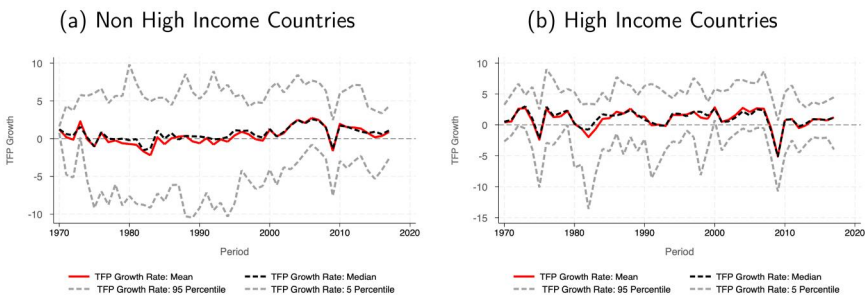 (a) Non High Income Countries
10
5
0
-5
-10
TFP Growth
1970 1980 1990 2000 2010 2020
Period
TFP Growth Rate: Mean TFP Growth Rate: Median
TFP Growth Rate: 95 Percentile TFP Growth Rate: 5 Percentile
(b) High Income Countries
10
5
0
-5
-10
-15
TFP Growth
1970 1980 1990 2000 2010 2020
Period
TFP Growth Rate: Mean TFP Growth Rate: Median
TFP Growth Rate: 95 Percentile TFP Growth Rate: 5 Percentile